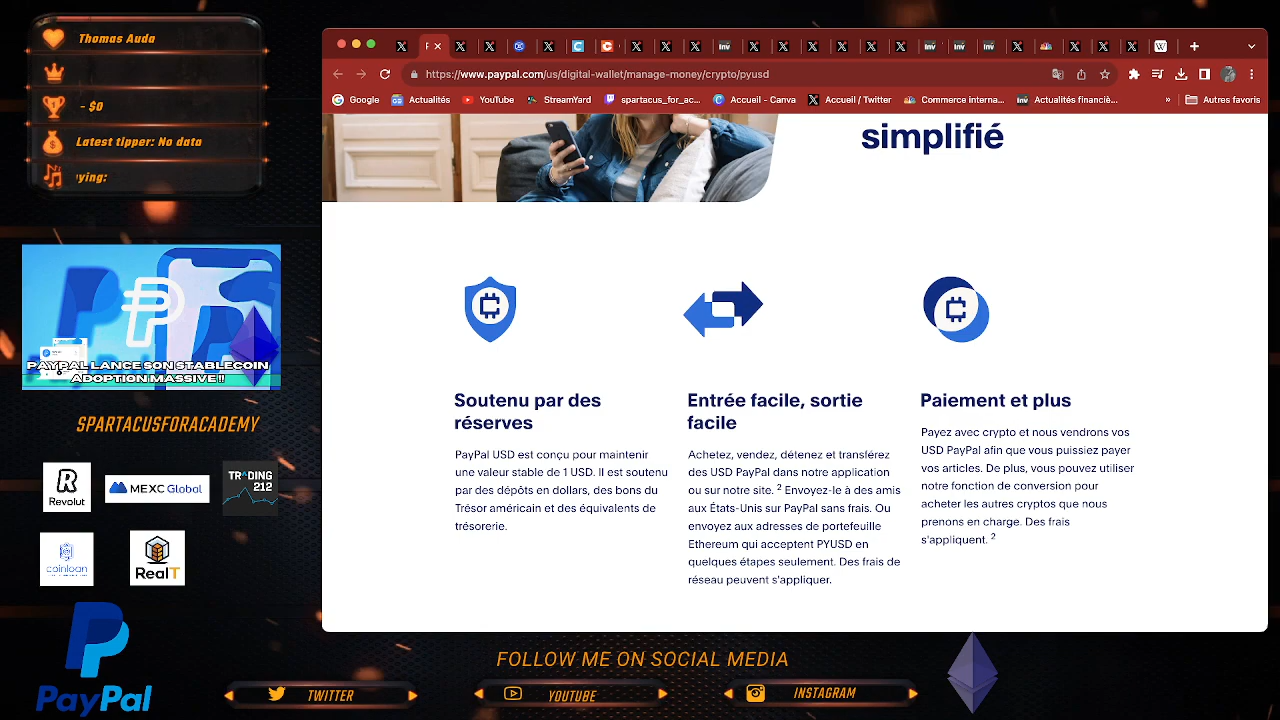 Thomas Auda
- $0
Latest tipper: No data
ying:
PAYPAL LANCE SON STABLECOIN
ADOPTION MASSIVE !!
SPARTACUSFORACADEMY
Revolut
MEXC Global
TRADING
212
coinloan
RealT
PayPal
https://www.paypal.com/us/digital-wallet/manage-money/crypto/pyusd
Google
Actualités
YouTube
StreamYard
spartacus_for_ac...
Accueil - Canva
Accueil / Twitter
Commerce interna...
Inv
Actualités financiè...
»
Autres favoris
simplifié
Soutenu par des
réserves
PayPal USD est conçu pour maintenir
une valeur stable de 1 USD. Il est soutenu
par des dépôts en dollars, des bons du
Trésor américain et des équivalents de
trésorerie.
Entrée facile, sortie
facile
Achetez, vendez, détenez et transférez
des USD PayPal dans notre application
ou sur notre site. 2 Envoyez-le à des amis
aux États-Unis sur PayPal sans frais. Ou
envoyez aux adresses de portefeuille
Ethereum qui acceptent PYUSD en
quelques étapes seulement. Des frais de
réseau peuvent s'appliquer.
Paiement et plus
Payez avec crypto et nous vendrons vos
USD PayPal afin que vous puissiez payer
vos articles. De plus, vous pouvez utiliser
notre fonction de conversion pour
acheter les autres cryptos que nous
prenons en charge. Des frais
s'appliquent. 2
FOLLOW ME ON SOCIAL MEDIA
TWITTER
YOUTUBE
INSTAGRAM